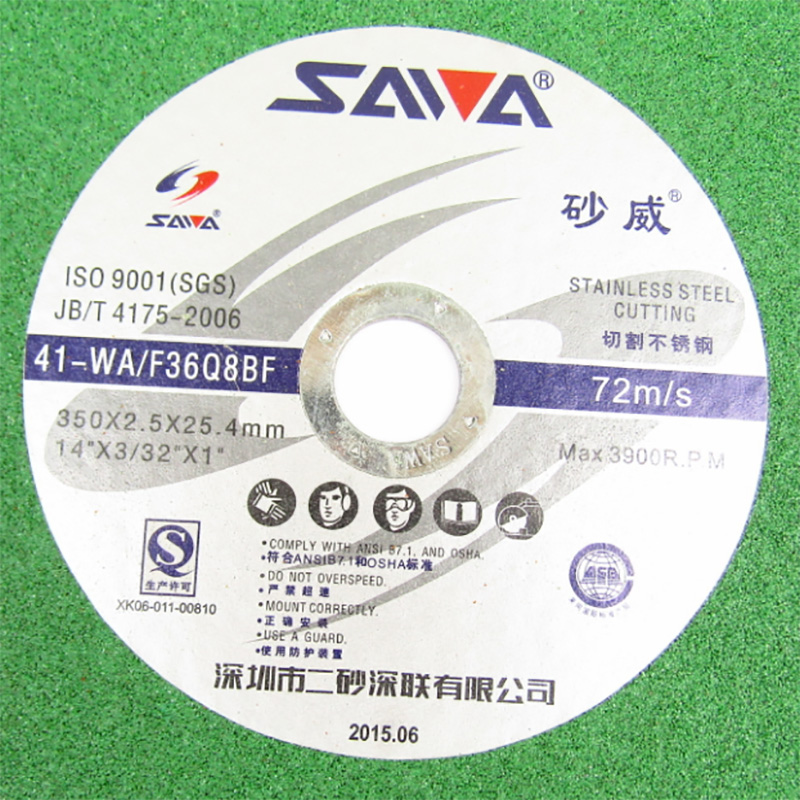 SAWA®
SAWA®
砂威®
ISO 9001(SGS)
JB/T 4175-2006
STAINLESS STEEL
CUTTING
切割不锈钢
41-WA/F36Q8BF
72m/s
350X2.5X25.4mm
14"X3/32"X1"
Max 3900R.P.M
SAWA
S
生产许可
XK06-011-00810
•COMPLY WITH ANSI B7.1, AND OSHA.
•符合ANSIB7.1和OSHA标准
•DO NOT OVERSPEED.
•严禁超速
•MOUNT CORRECTLY.
•正确安装
•USE A GUARD.
•使用防护装置
深圳市二砂深联有限公司
2015.06